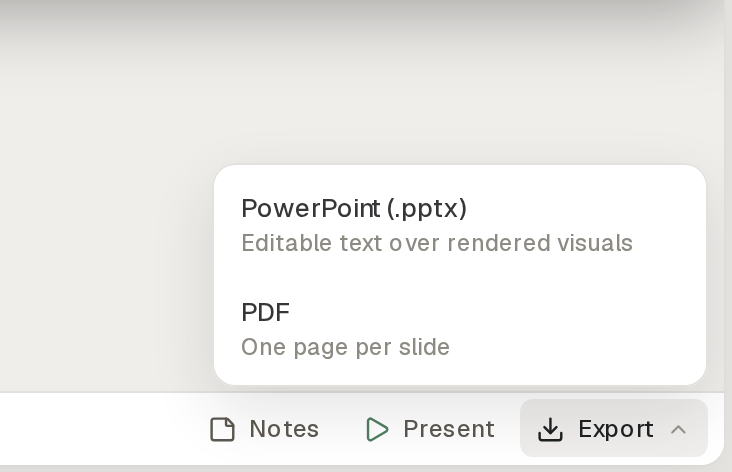 PowerPoint (.pptx)
Editable text over rendered visuals
PDF
One page per slide
Notes Present Export